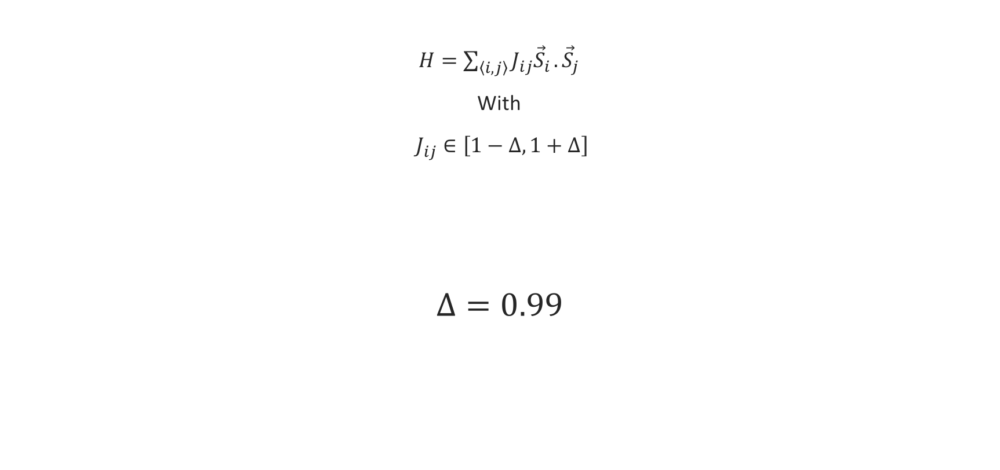 H = ∑⟨i,j⟩ J_ij S⃗_i . S⃗_j
With
J_ij ∈ [1 − Δ, 1 + Δ]
Δ = 0.99